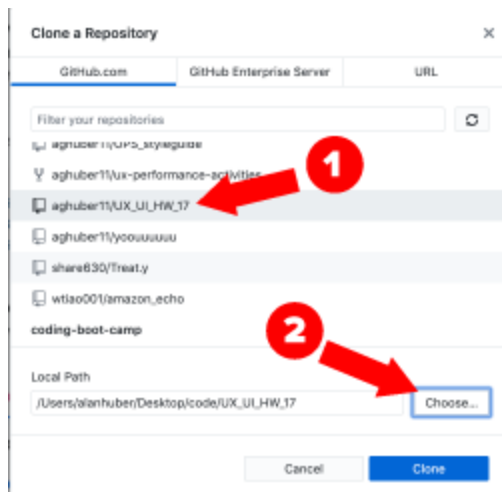 Clone a Repository
GitHub.com
GitHub Enterprise Server
URL
Filter your repositories
aghuber11/UPS_styleguide
aghuber11/ux-performance-activities
1
aghuber11/UX_UI_HW_17
aghuber11/yoouuuuuu
share630/Treat.y
wtiao001/amazon_echo
coding-boot-camp
2
Local Path
/Users/alanhuber/Desktop/code/UX_UI_HW_17
Choose...
Cancel
Clone